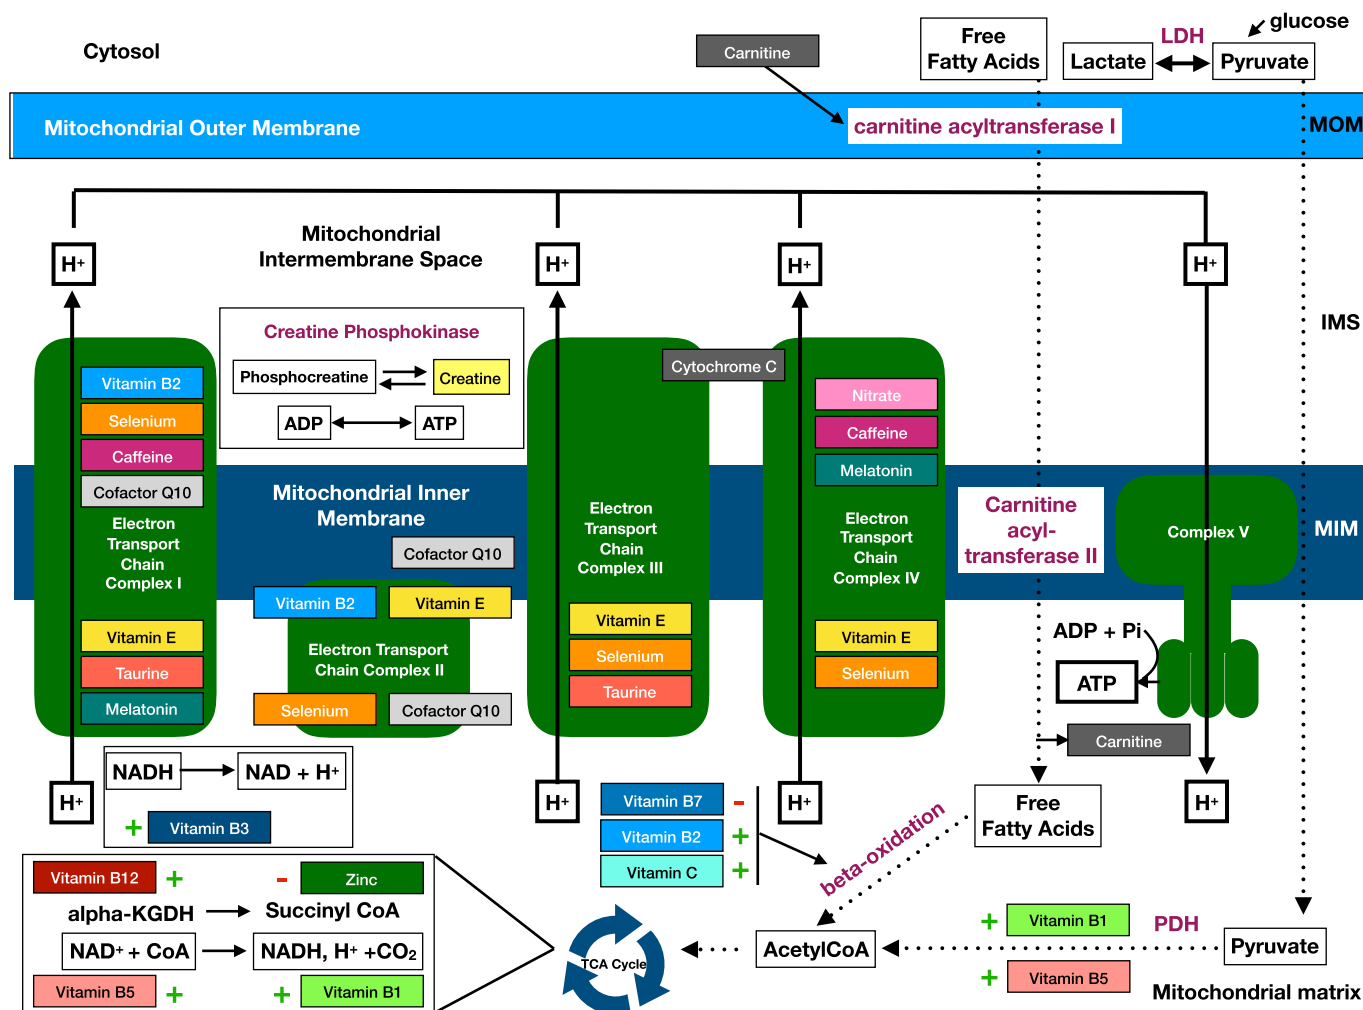 glucose
Cytosol
Carnitine
Free
Fatty Acids
LDH
Lactate
Pyruvate
Mitochondrial Outer Membrane
carnitine acyltransferase I
MOM
Mitochondrial
Intermembrane Space
H+
H+
H+
H+
IMS
Creatine Phosphokinase
Phosphocreatine
Creatine
ADP
ATP
Cytochrome C
Vitamin B2
Selenium
Caffeine
Cofactor Q10
Electron
Transport
Chain
Complex I
Vitamin E
Taurine
Melatonin
Mitochondrial Inner
Membrane
Cofactor Q10
Vitamin B2
Vitamin E
Electron Transport
Chain Complex II
Selenium
Cofactor Q10
Electron
Transport
Chain
Complex III
Vitamin E
Selenium
Taurine
Nitrate
Caffeine
Melatonin
Electron
Transport
Chain
Complex IV
Vitamin E
Selenium
Carnitine
acyl-
transferase II
Complex V
MIM
ADP + Pi
ATP
Carnitine
NADH
NAD + H+
+
Vitamin B3
H+
H+
H+
H+
Vitamin B7 -
Vitamin B2 +
Vitamin C +
beta-oxidation
Free
Fatty Acids
Vitamin B12 +
- Zinc
alpha-KGDH
Succinyl CoA
NAD+ + CoA
NADH, H+ +CO2
Vitamin B5 +
+ Vitamin B1
TCA Cycle
AcetylCoA
+ Vitamin B1
PDH
Pyruvate
+ Vitamin B5
Mitochondrial matrix